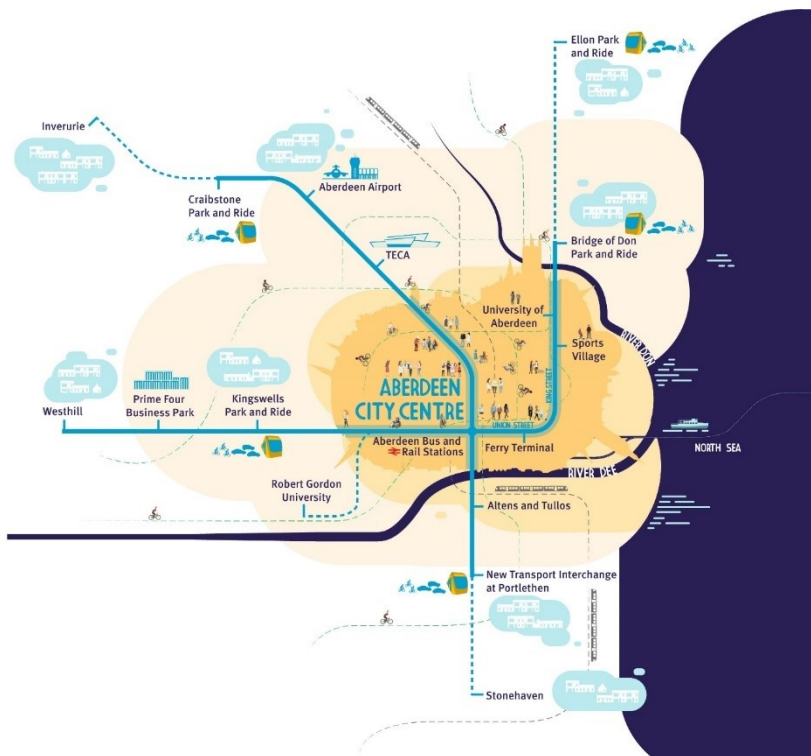 Ellon Park
and Ride
Inverurie
Aberdeen Airport
Craibstone
Park and Ride
Bridge of Don
Park and Ride
TECA
University of
Aberdeen
RIVER DON
Sports
Village
KING STREET
Westhill
Prime Four
Business Park
Kingswells
Park and Ride
ABERDEEN
CITY CENTRE
UNION STREET
Aberdeen Bus and
Rail Stations
Ferry Terminal
NORTH SEA
RIVER DEE
Robert Gordon
University
Altens and Tullos
New Transport Interchange
at Portlethen
Stonehaven